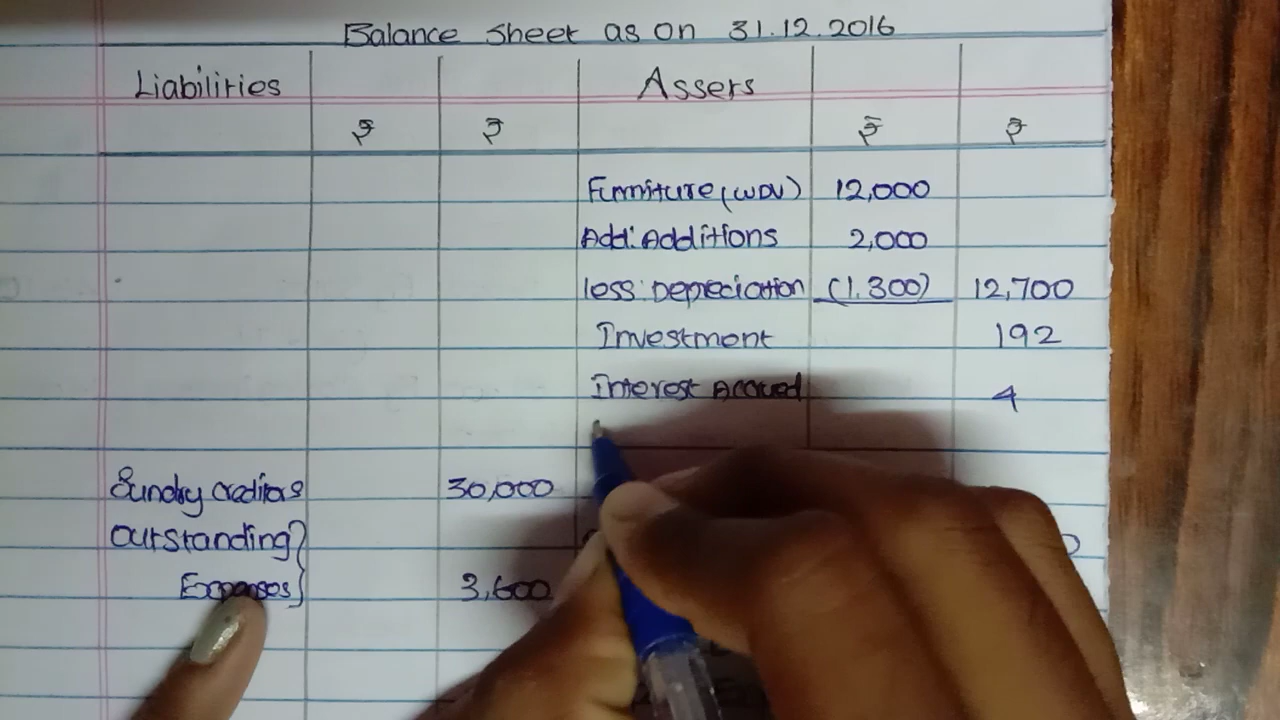 Balance Sheet as on 31.12.2016
Liabilities Assers
₹ ₹ ₹ ₹
Furniture (WDV) 12,000
Add: Additions 2,000
less: Depreciation (1,300) 12,700
Investment 192
Interest Accrued 4
Sundry creditors 30,000
Outstanding
Expenses 3,600